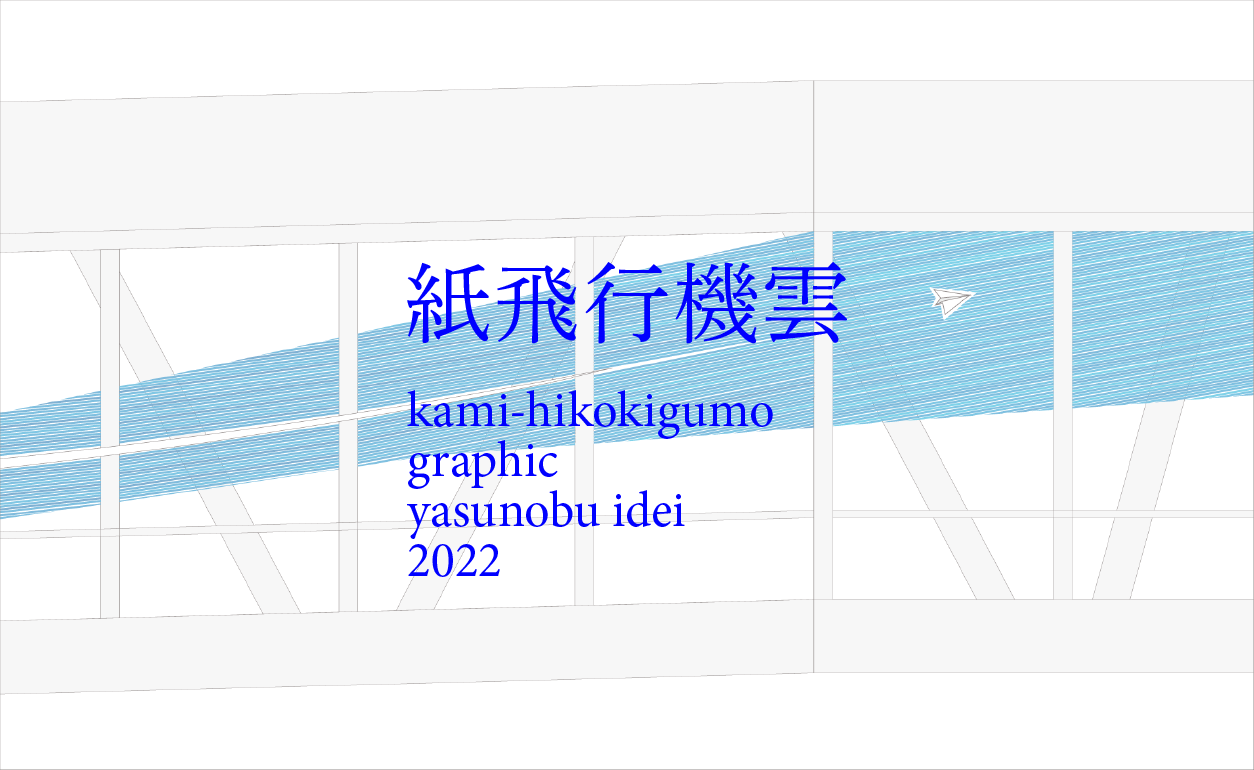 紙飛行機雲
kami-hikokigumo
graphic
yasunobu idei
2022